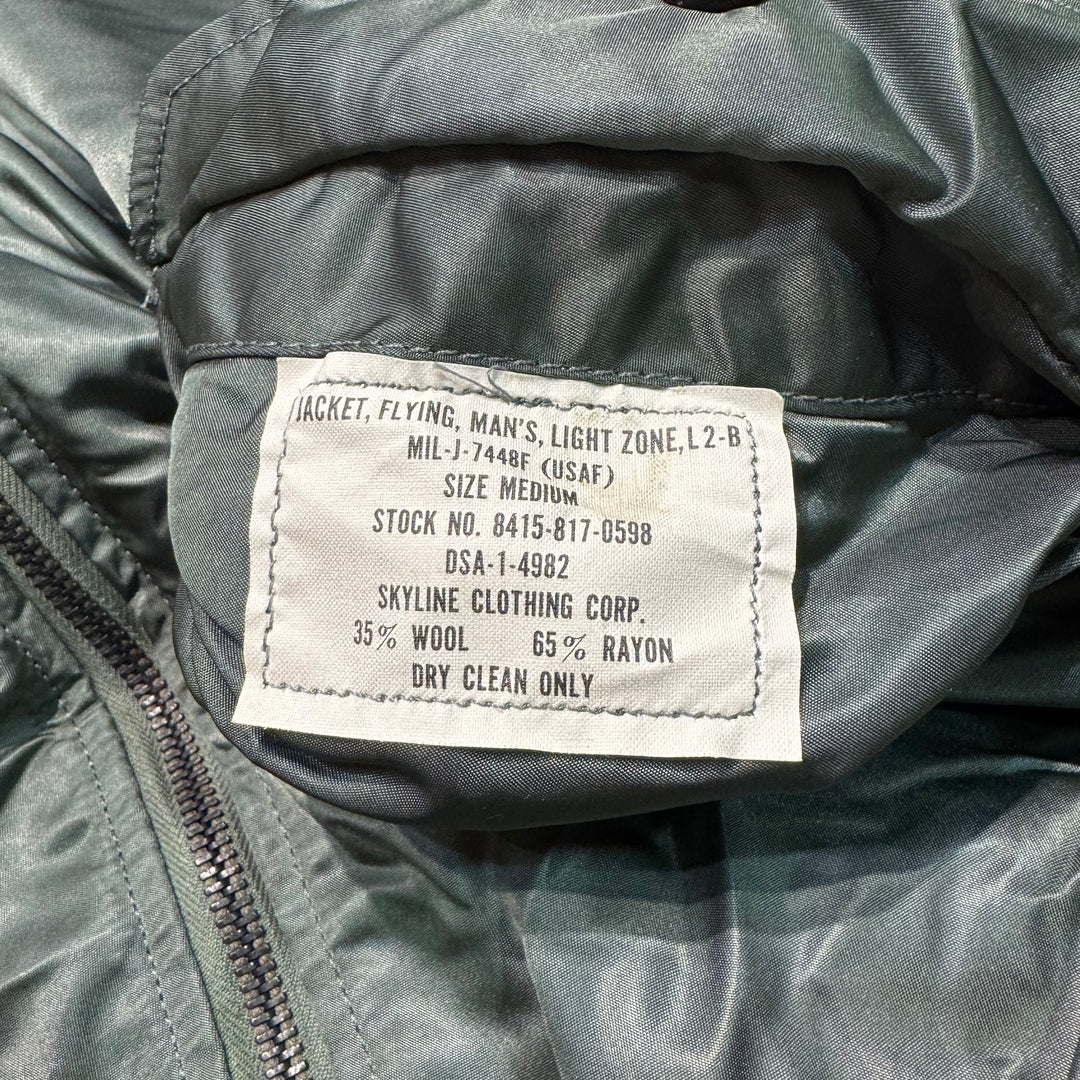 JACKET, FLYING, MAN'S, LIGHT ZONE, L2-B
MIL-J-7448F (USAF)
SIZE MEDIUM
STOCK NO. 8415-817-0598
DSA-1-4982
SKYLINE CLOTHING CORP.
35% WOOL 65% RAYON
DRY CLEAN ONLY